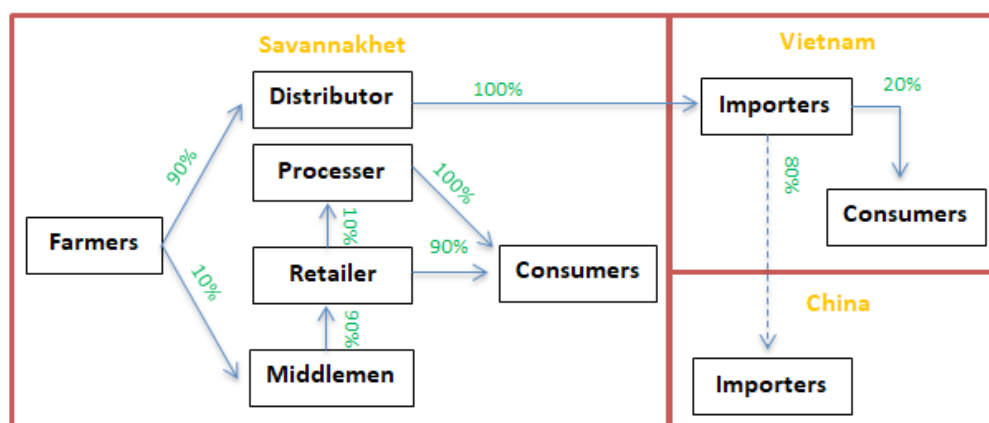 Savannakhet
Vietnam
Distributor
100%
Importers
20%
90%
Processer
100%
80%
Farmers
10%
Retailer
90%
Consumers
Consumers
10%
90%
China
Middlemen
Importers